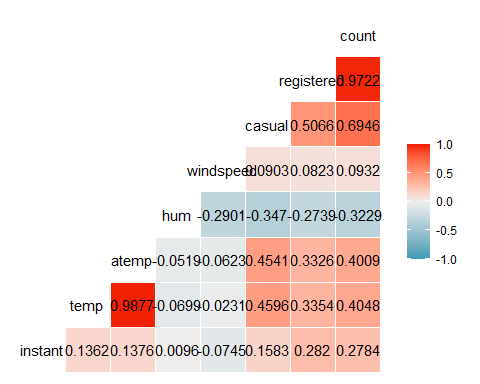 count
registered 0.9722
casual 0.5066 0.6946
windspeed 0.0903 0.0823 0.0932
1.0
hum -0.2901 -0.347 -0.2739 -0.3229
0.5
0.0
-0.5
-1.0
atemp -0.0519 -0.0623 0.4541 0.3326 0.4009
temp 0.9877 -0.0699 -0.0231 0.4596 0.3354 0.4048
instant 0.1362 0.1376 0.0096 -0.0745 0.1583 0.282 0.2784